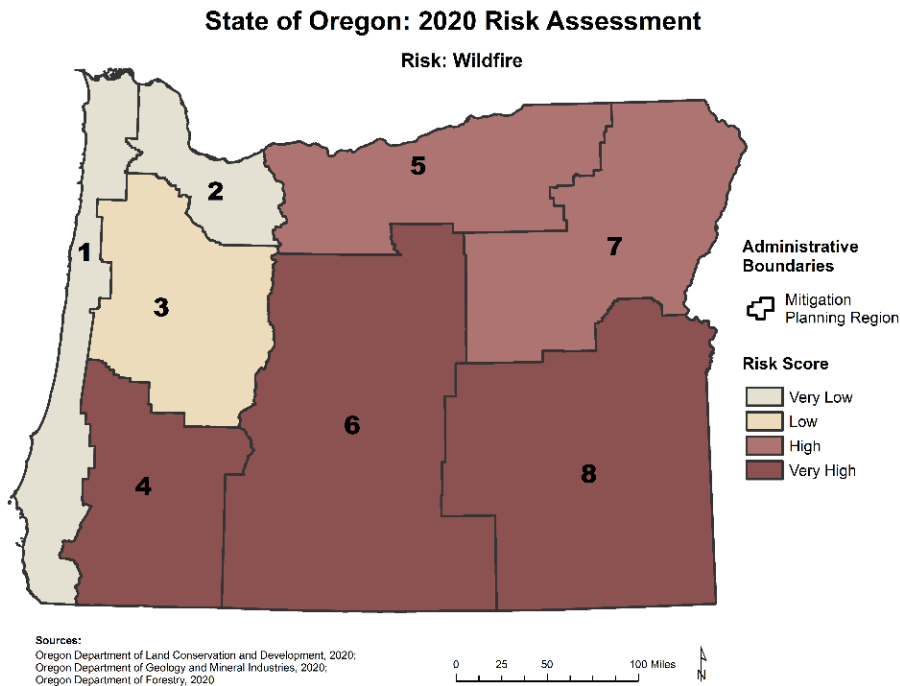 State of Oregon: 2020 Risk Assessment
Risk: Wildfire
5
2
1
7
3
6
8
4
Administrative
Boundaries
Mitigation
Planning Region
Risk Score
Very Low
Low
High
Very High
Sources:
Oregon Department of Land Conservation and Development, 2020;
Oregon Department of Geology and Mineral Industries, 2020;
Oregon Department of Forestry, 2020
0 25 50 100 Miles
N